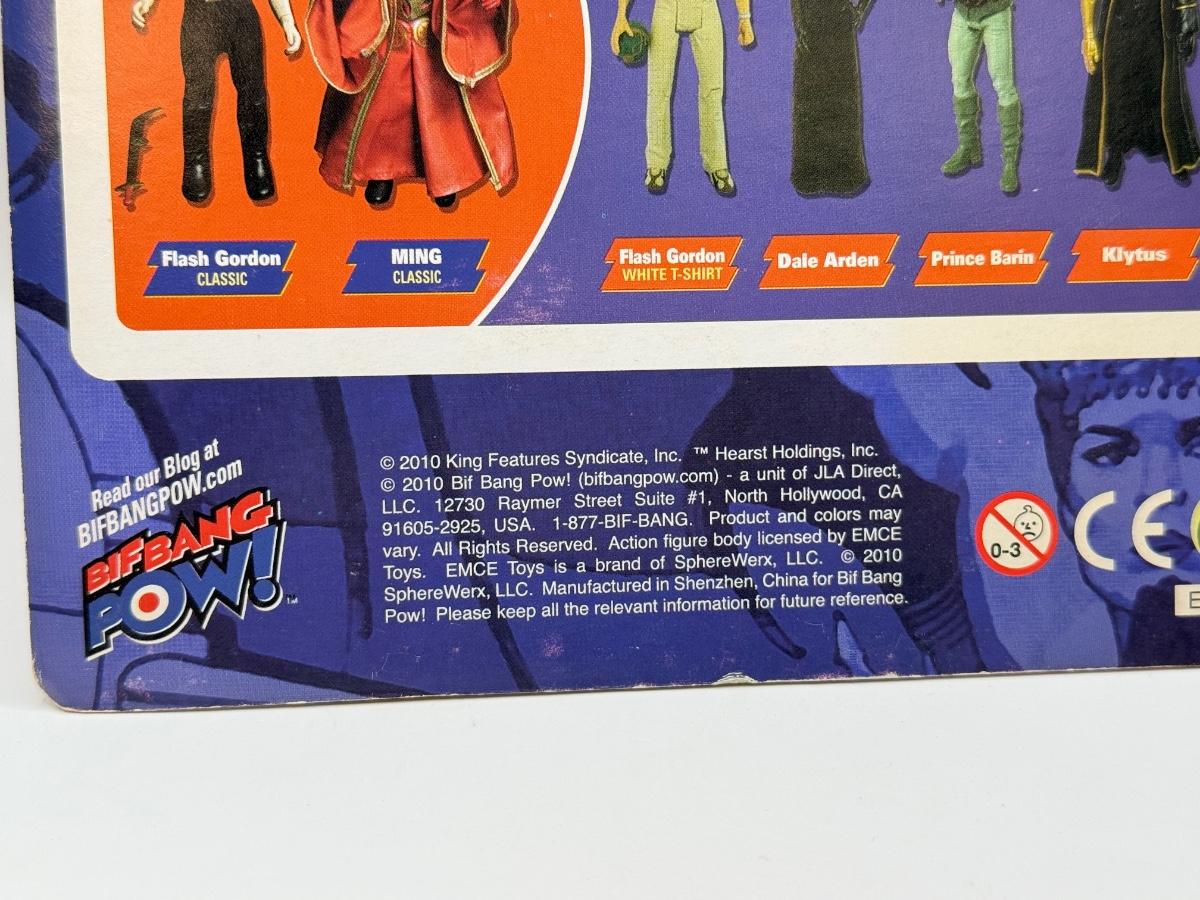 Flash Gordon
CLASSIC
MING
CLASSIC
Flash Gordon
WHITE T-SHIRT
Dale Arden
Prince Barin
Klytus
Read our Blog at
BIFBANGPOW.com
BIF BANG
POW!™
© 2010 King Features Syndicate, Inc. ™ Hearst Holdings, Inc.
© 2010 Bif Bang Pow! (bifbangpow.com) - a unit of JLA Direct,
LLC. 12730 Raymer Street Suite #1, North Hollywood, CA
91605-2925, USA. 1-877-BIF-BANG. Product and colors may
vary. All Rights Reserved. Action figure body licensed by EMCE
Toys. EMCE Toys is a brand of SphereWerx, LLC. © 2010
SphereWerx, LLC. Manufactured in Shenzhen, China for Bif Bang
Pow! Please keep all the relevant information for future reference.
0-3
CE